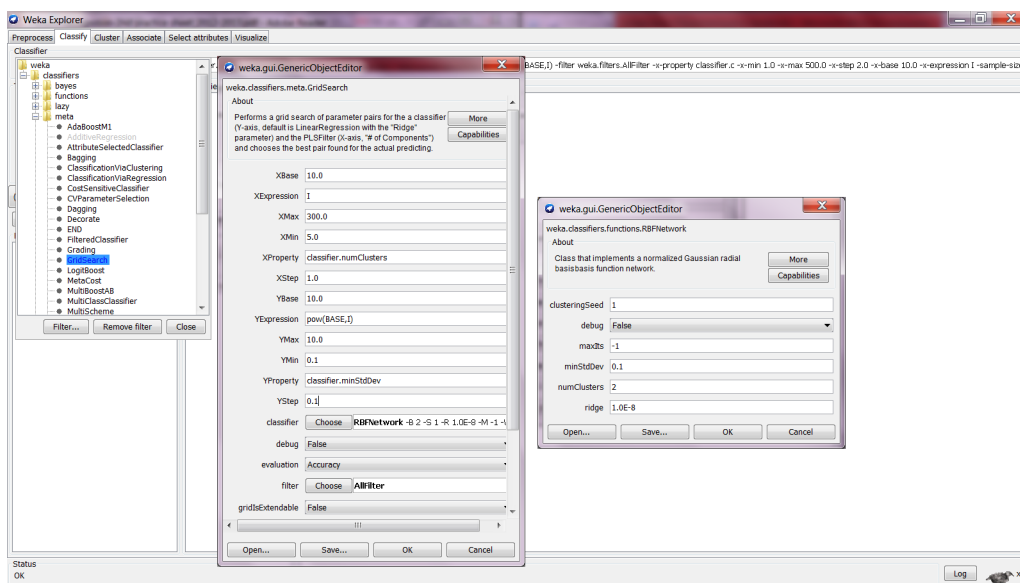 Weka Explorer
Preprocess Classify Cluster Associate Select attributes Visualize
Classifier
weka
classifiers
bayes
functions
lazy
meta
AdaBoostM1
AdditiveRegression
AttributeSelectedClassifier
Bagging
ClassificationViaClustering
ClassificationViaRegression
CostSensitiveClassifier
CVParameterSelection
Dagging
Decorate
END
FilteredClassifier
Grading
GridSearch
LogitBoost
MetaCost
MultiBoostAB
MultiClassClassifier
MultiScheme
Filter... Remove filter Close
BASE,I) -filter weka.filters.AllFilter -x-property classifier.c -x-min 1.0 -x-max 500.0 -x-step 2.0 -x-base 10.0 -x-expression I -sample-size
weka.gui.GenericObjectEditor
weka.classifiers.meta.GridSearch
About
Performs a grid search of parameter pairs for the a classifier
(Y-axis, default is LinearRegression with the "Ridge"
parameter) and the PLSFilter (X-axis, "# of Components")
and chooses the best pair found for the actual predicting.
More
Capabilities
XBase 10.0
XExpression I
XMax 300.0
XMin 5.0
XProperty classifier.numClusters
XStep 1.0
YBase 10.0
YExpression pow(BASE,I)
YMax 10.0
YMin 0.1
YProperty classifier.minStdDev
YStep 0.1
classifier Choose RBFNetwork -B 2 -S 1 -R 1.0E-8 -M -1
debug False
evaluation Accuracy
filter Choose AllFilter
gridIsExtendable False
Open... Save... OK Cancel
weka.gui.GenericObjectEditor
weka.classifiers.functions.RBFNetwork
About
Class that implements a normalized Gaussian radial
basisbasis function network.
More
Capabilities
clusteringSeed 1
debug False
maxIts -1
minStdDev 0.1
numClusters 2
ridge 1.0E-8
Open... Save... OK Cancel
Status
OK
Log